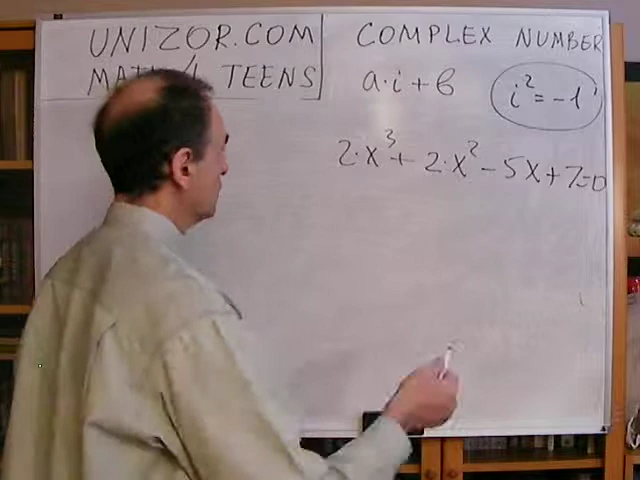 UNIZOR.COM
MATH 4 TEENS
COMPLEX NUMBER
a·i + b
i² = -1
2·x³ + 2·x² - 5x + 7 = 0